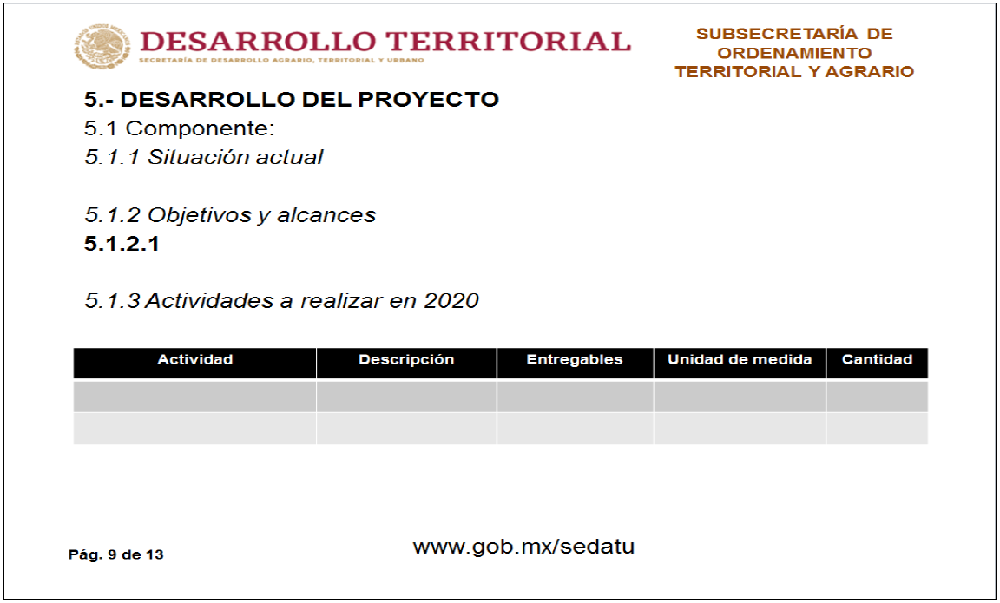 DESARROLLO TERRITORIAL
SECRETARÍA DE DESARROLLO AGRARIO, TERRITORIAL Y URBANO
SUBSECRETARÍA DE
ORDENAMIENTO
TERRITORIAL Y AGRARIO
5.- DESARROLLO DEL PROYECTO
5.1 Componente:
5.1.1 Situación actual
5.1.2 Objetivos y alcances
5.1.2.1
5.1.3 Actividades a realizar en 2020
Actividad Descripción Entregables Unidad de medida Cantidad
Pág. 9 de 13
www.gob.mx/sedatu